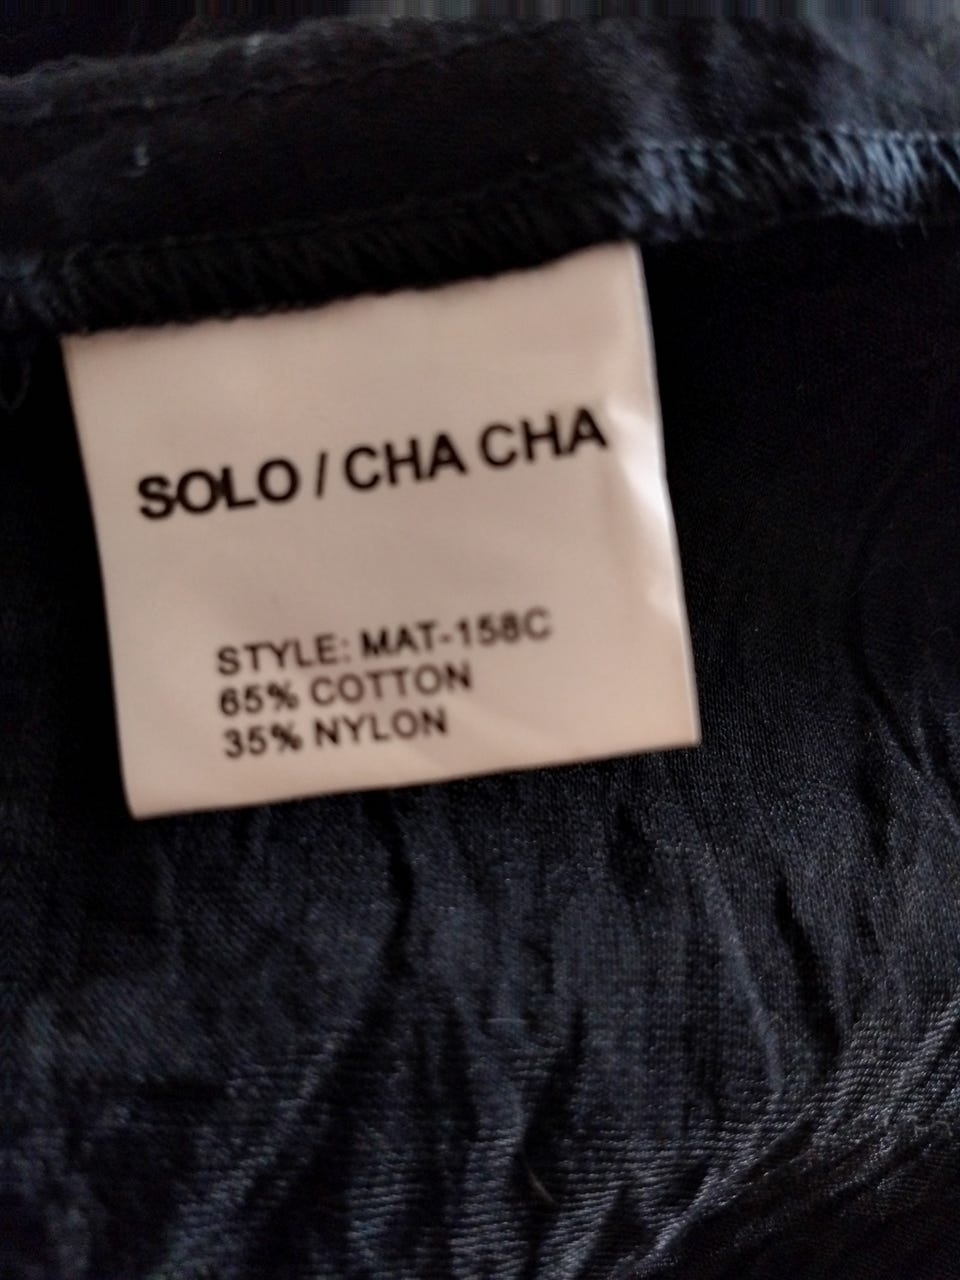 SOLO / CHA CHA
STYLE: MAT-158C
65% COTTON
35% NYLON